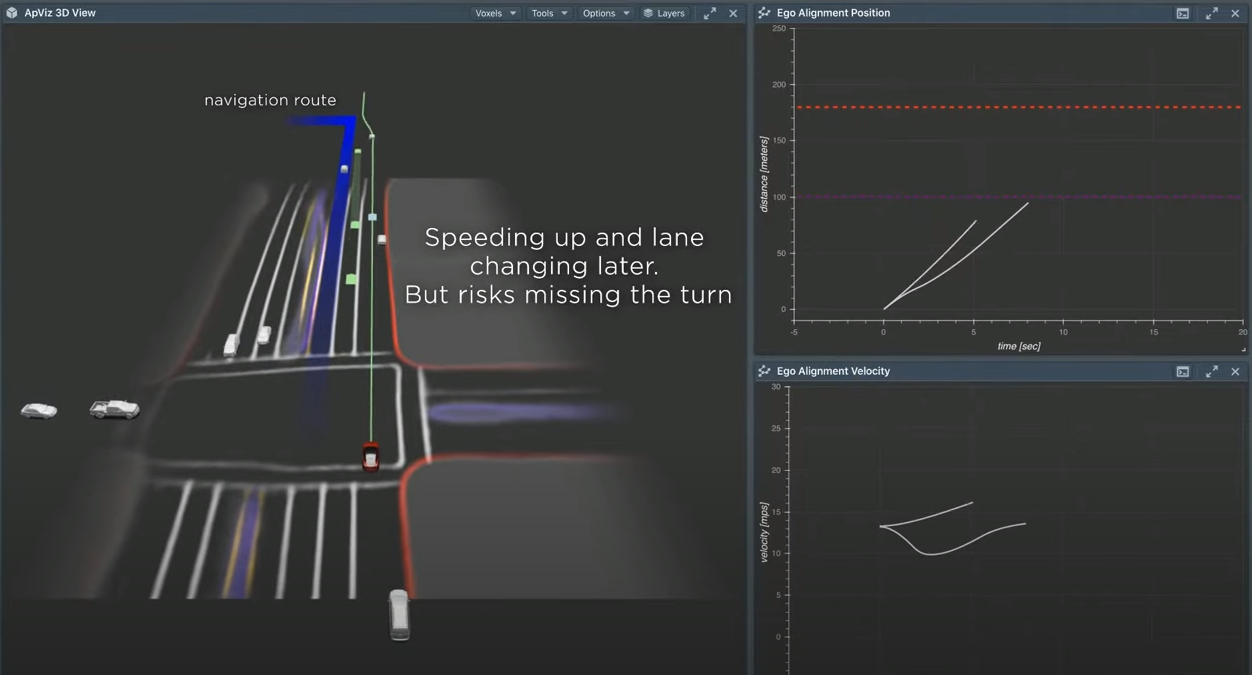 ApViz 3D View
Voxels
Tools
Options
Layers
navigation route
Speeding up and lane
changing later.
But risks missing the turn
Ego Alignment Position
250
200
150
100
50
0
distance [meters]
-5
0
5
10
15
20
time [sec]
Ego Alignment Velocity
30
25
20
15
10
5
0
velocity [mps]